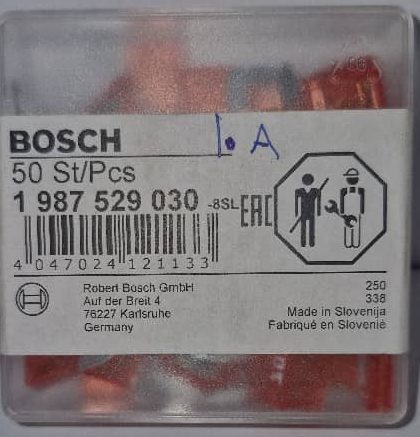 BOSCH
1. A
50 St/Pcs
1 987 529 030 -8SL EAC
4 047024 121133
Robert Bosch GmbH
Auf der Breit 4
76227 Karlsruhe
Germany
250
338
Made in Slovenija
Fabriqué en Slovenië